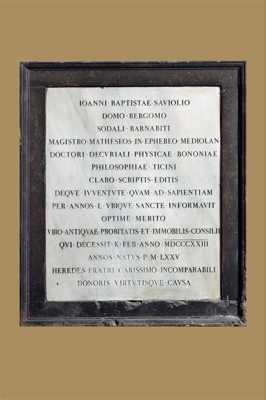 IOANNI · BAPTISTAE · SAVIOLIO
DOMO · BERGOMO
SODALI · BARNABITI
MAGISTRO · MATHESEOS · IN · EPHEBEO · MEDIOLAN ·
DOCTORI · DECVRIALI · PHYSICAE · BONONIAE
PHILOSOPHIAE · TICINI
CLARO · SCRIPTIS · EDITIS
DEQVE · IVVENTVTE · QVAM · AD · SAPIENTIAM
PER · ANNOS · L · VBIQVE · SANCTE · INFORMAVIT
OPTIME · MERITO
VIRO · ANTIQVAE · PROBITATIS · ET · IMMOBILIS · CONSILII
QVI · DECESSIT · K · FEB · ANNO · MDCCCXXIII
ANNOS · NATVS · P · M · LXXV
HEREDES · FRATRI · CARISSIMO · INCOMPARABILI
HONORIS · VIRTVTISQVE · CAVSA